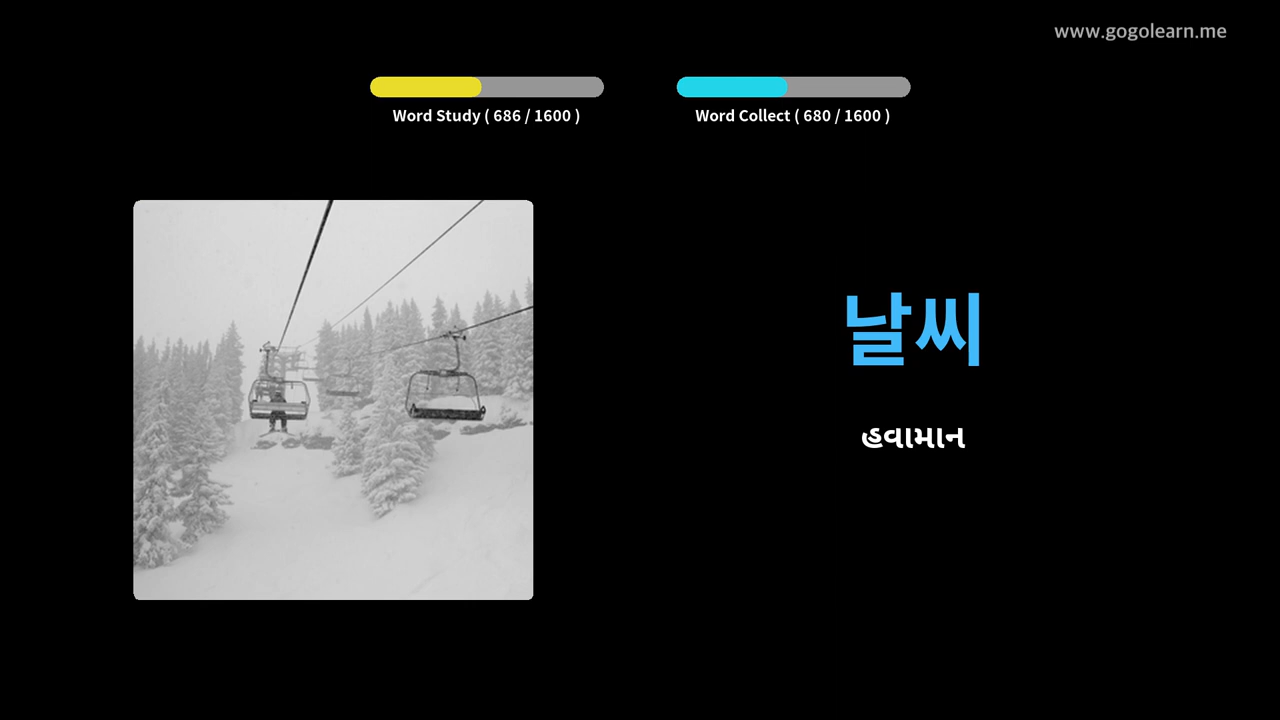 www.gogolearn.me
Word Study ( 686 / 1600 )
Word Collect ( 680 / 1600 )
날씨
હવામાન